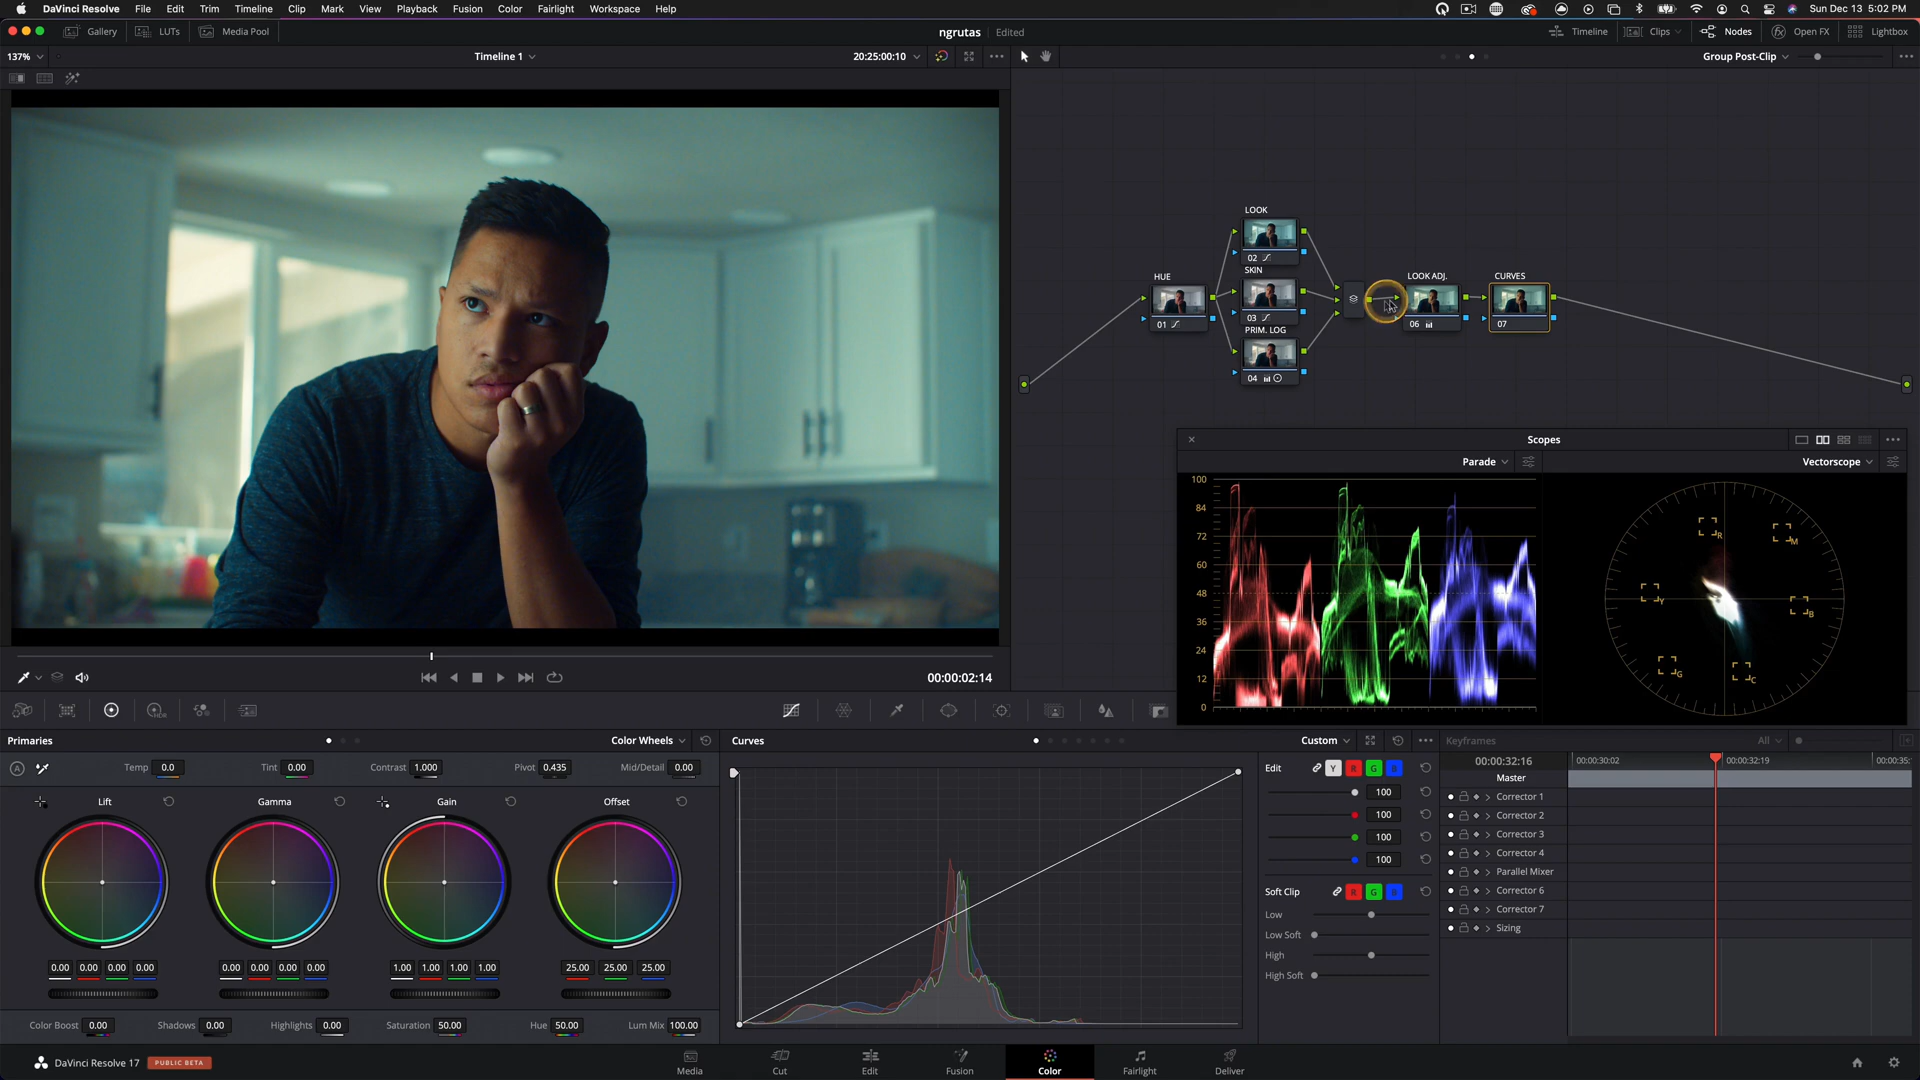 DaVinci Resolve File Edit Trim Timeline Clip Mark View Playback Fusion Color Fairlight Workspace Help Sun Dec 13 5:02 PM
Gallery LUTs Media Pool ngrutas Edited Timeline Clips Nodes Open FX Lightbox
137% Timeline 1 20:25:00:10 Group Post-Clip
LOOK
02
HUE
01
SKIN
03
PRIM. LOG
04
LOOK ADJ.
06
CURVES
07
Scopes
Parade Vectorscope
100
84
72
60
48
36
24
12
0
R
M
Y
B
G
C
00:00:02:14
Primaries Color Wheels
A Temp 0.0 Tint 0.00 Contrast 1.000 Pivot 0.435 Mid/Detail 0.00
Lift Gamma Gain Offset
0.00 0.00 0.00 0.00 0.00 0.00 0.00 0.00 1.00 1.00 1.00 1.00 25.00 25.00 25.00
Color Boost 0.00 Shadows 0.00 Highlights 0.00 Saturation 50.00 Hue 50.00 Lum Mix 100.00
Curves Custom
Edit Y R G B
100
100
100
100
Soft Clip R G B
Low
Low Soft
High
High Soft
Keyframes All
00:00:32:16 00:00:30:02 00:00:32:19 00:00:35:
Master
Corrector 1
Corrector 2
Corrector 3
Corrector 4
Parallel Mixer
Corrector 6
Corrector 7
Sizing
DaVinci Resolve 17 PUBLIC BETA
Media Cut Edit Fusion Color Fairlight Deliver